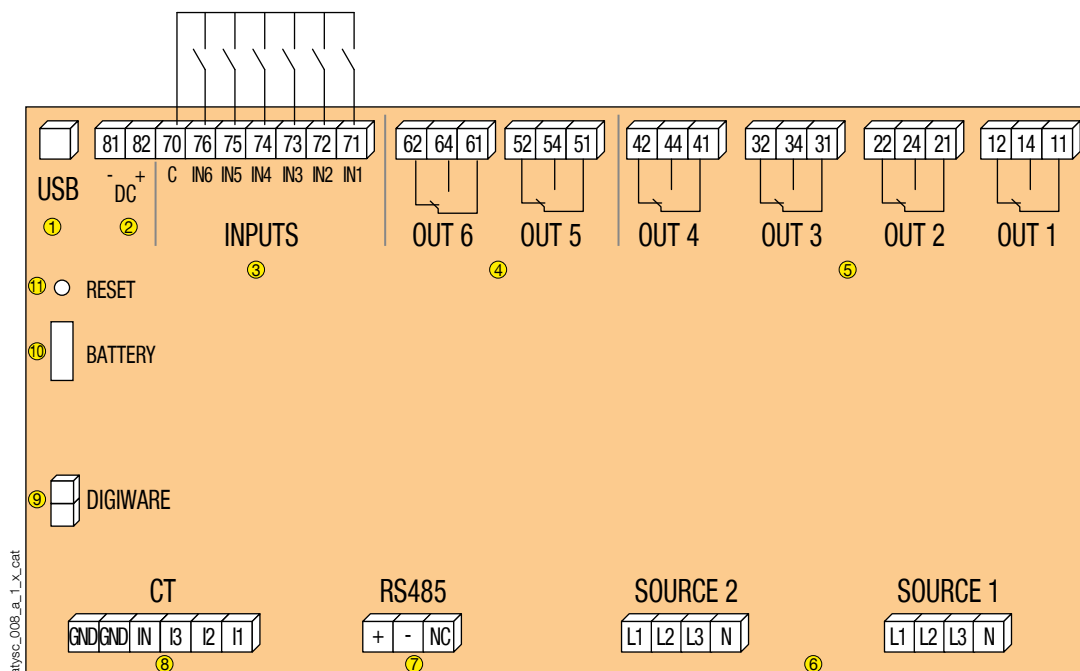 81 82 70 76 75 74 73 72 71
62 64 61
52 54 51
42 44 41
32 34 31
22 24 21
12 14 11
USB
- +
DC
C IN6 IN5 IN4 IN3 IN2 IN1
1
2
INPUTS
3
OUT 6
OUT 5
4
OUT 4
OUT 3
OUT 2
OUT 1
5
11 RESET
10 BATTERY
9 DIGIWARE
CT
GND GND IN I3 I2 I1
8
RS485
+ - NC
7
SOURCE 2
L1 L2 L3 N
SOURCE 1
L1 L2 L3 N
6
atysc_008_a_1_x_cat